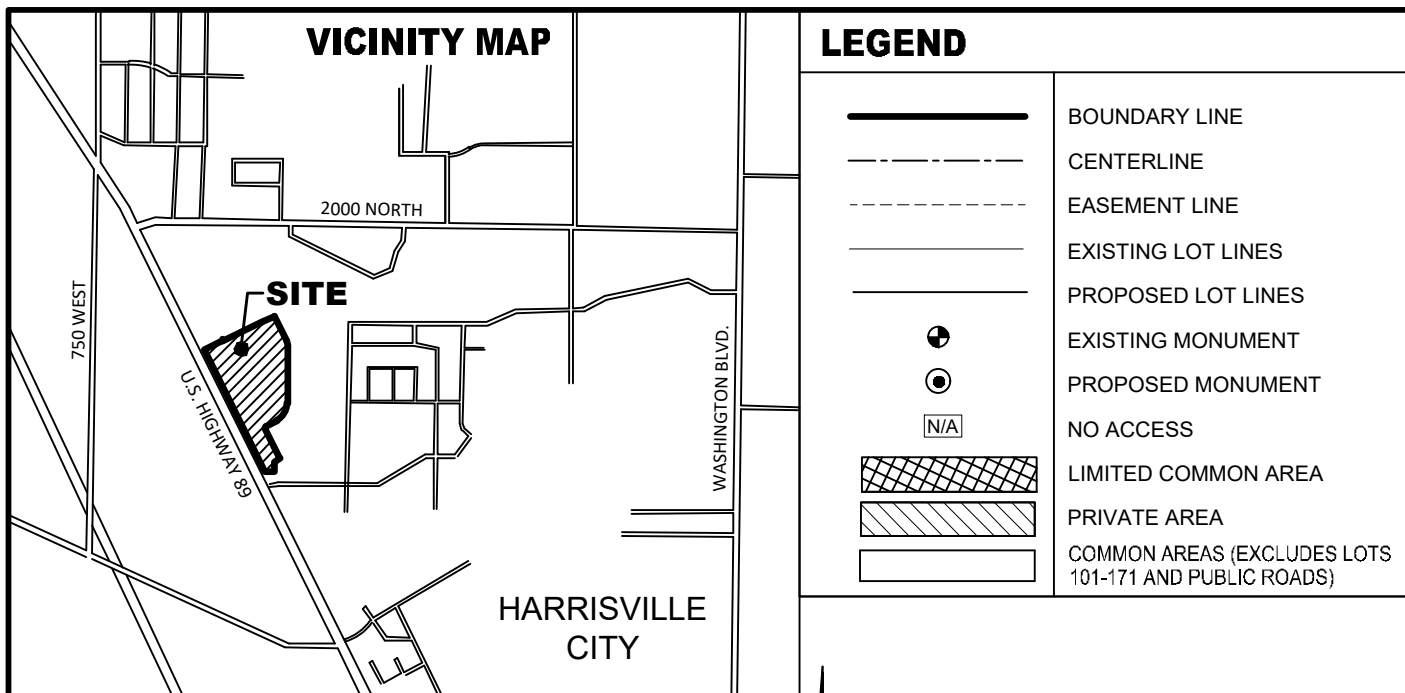 VICINITY MAP
2000 NORTH
SITE
750 WEST
U.S. HIGHWAY 89
WASHINGTON BLVD.
HARRISVILLE
CITY
LEGEND
BOUNDARY LINE
CENTERLINE
EASEMENT LINE
EXISTING LOT LINES
PROPOSED LOT LINES
EXISTING MONUMENT
PROPOSED MONUMENT
N/A NO ACCESS
LIMITED COMMON AREA
PRIVATE AREA
COMMON AREAS (EXCLUDES LOTS
101-171 AND PUBLIC ROADS)